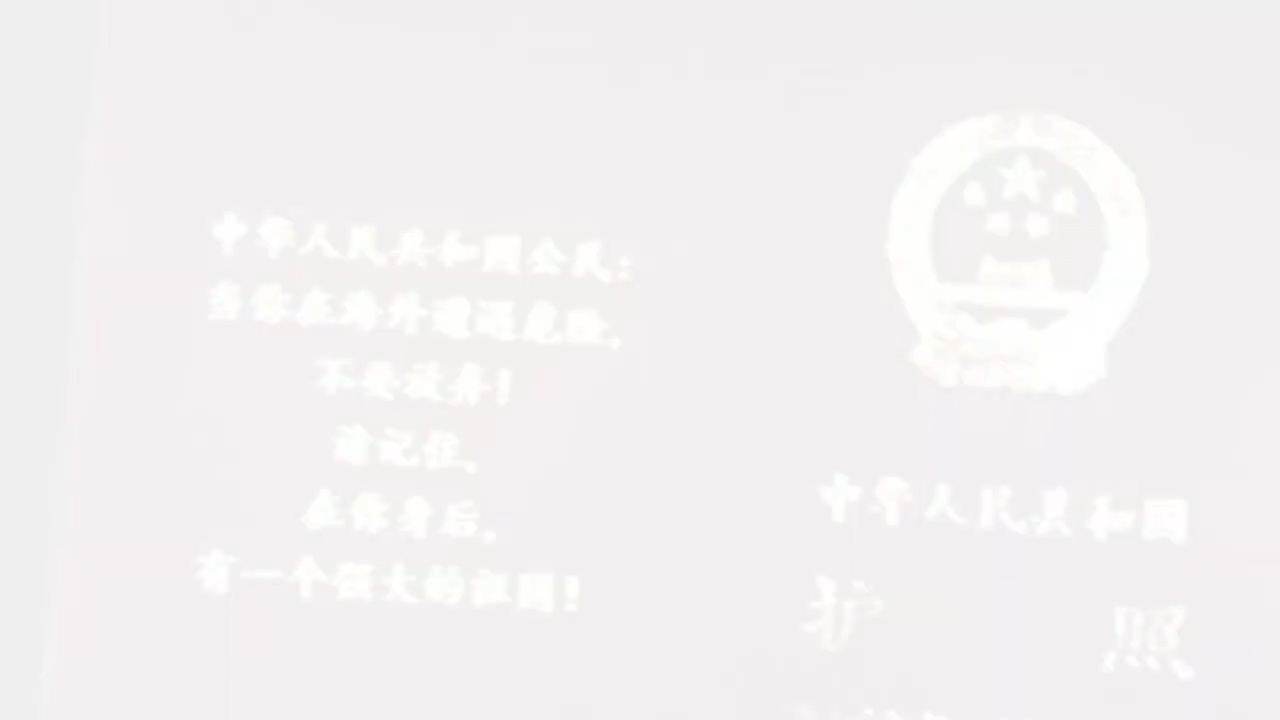 中华人民共和国公民：
当你在海外遭遇危险，
不要放弃！
请记住，
在你身后，
有一个强大的祖国！
中华人民共和国
护 照